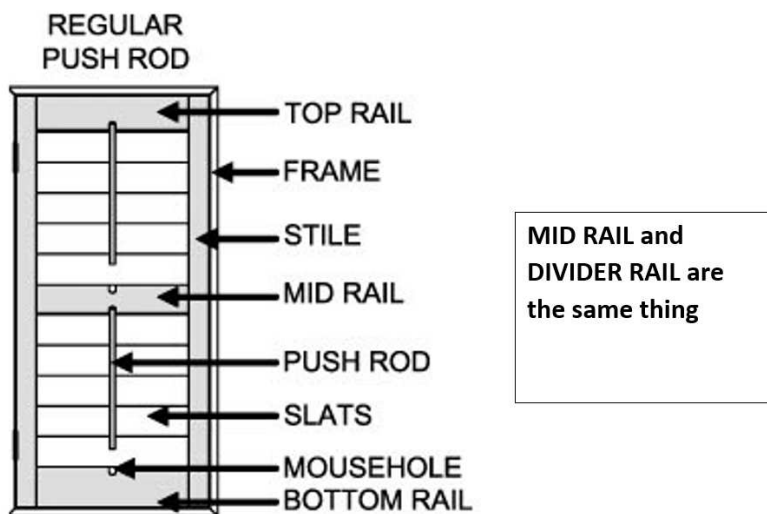 REGULAR
PUSH ROD
TOP RAIL
FRAME
STILE
MID RAIL
PUSH ROD
SLATS
MOUSEHOLE
BOTTOM RAIL
MID RAIL and
DIVIDER RAIL are
the same thing